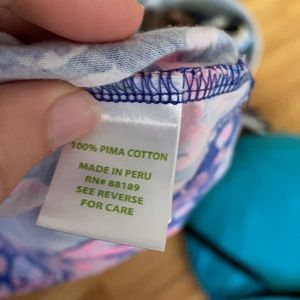 100% PIMA COTTON
MADE IN PERU
RN# 88189
SEE REVERSE
FOR CARE